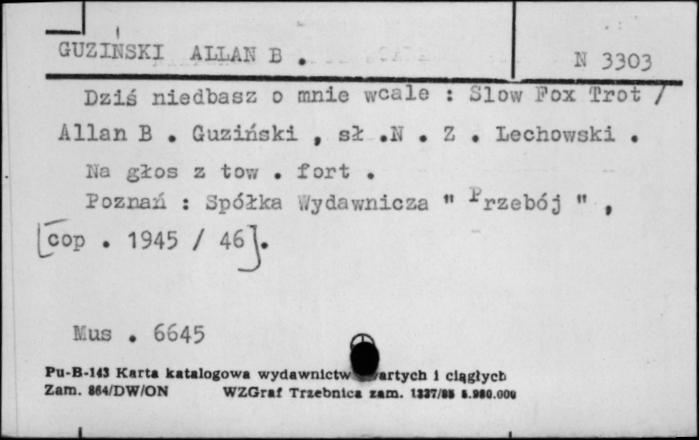 GUZIŃSKI ALLAN B . N 3303
Dziś niedbasz o mnie wcale : Slow Fox Trot /
Allan B . Guziński , sł .N . Z . Lechowski .
Na głos z tow . fort .
Poznań : Spółka Wydawnicza " Przebój " ,
[cop . 1945 / 46].
Mus . 6645
Pu-B-143 Karta katalogowa wydawnictw artych i ciągłych
Zam. 864/DW/ON WZGraf Trzebnica zam.